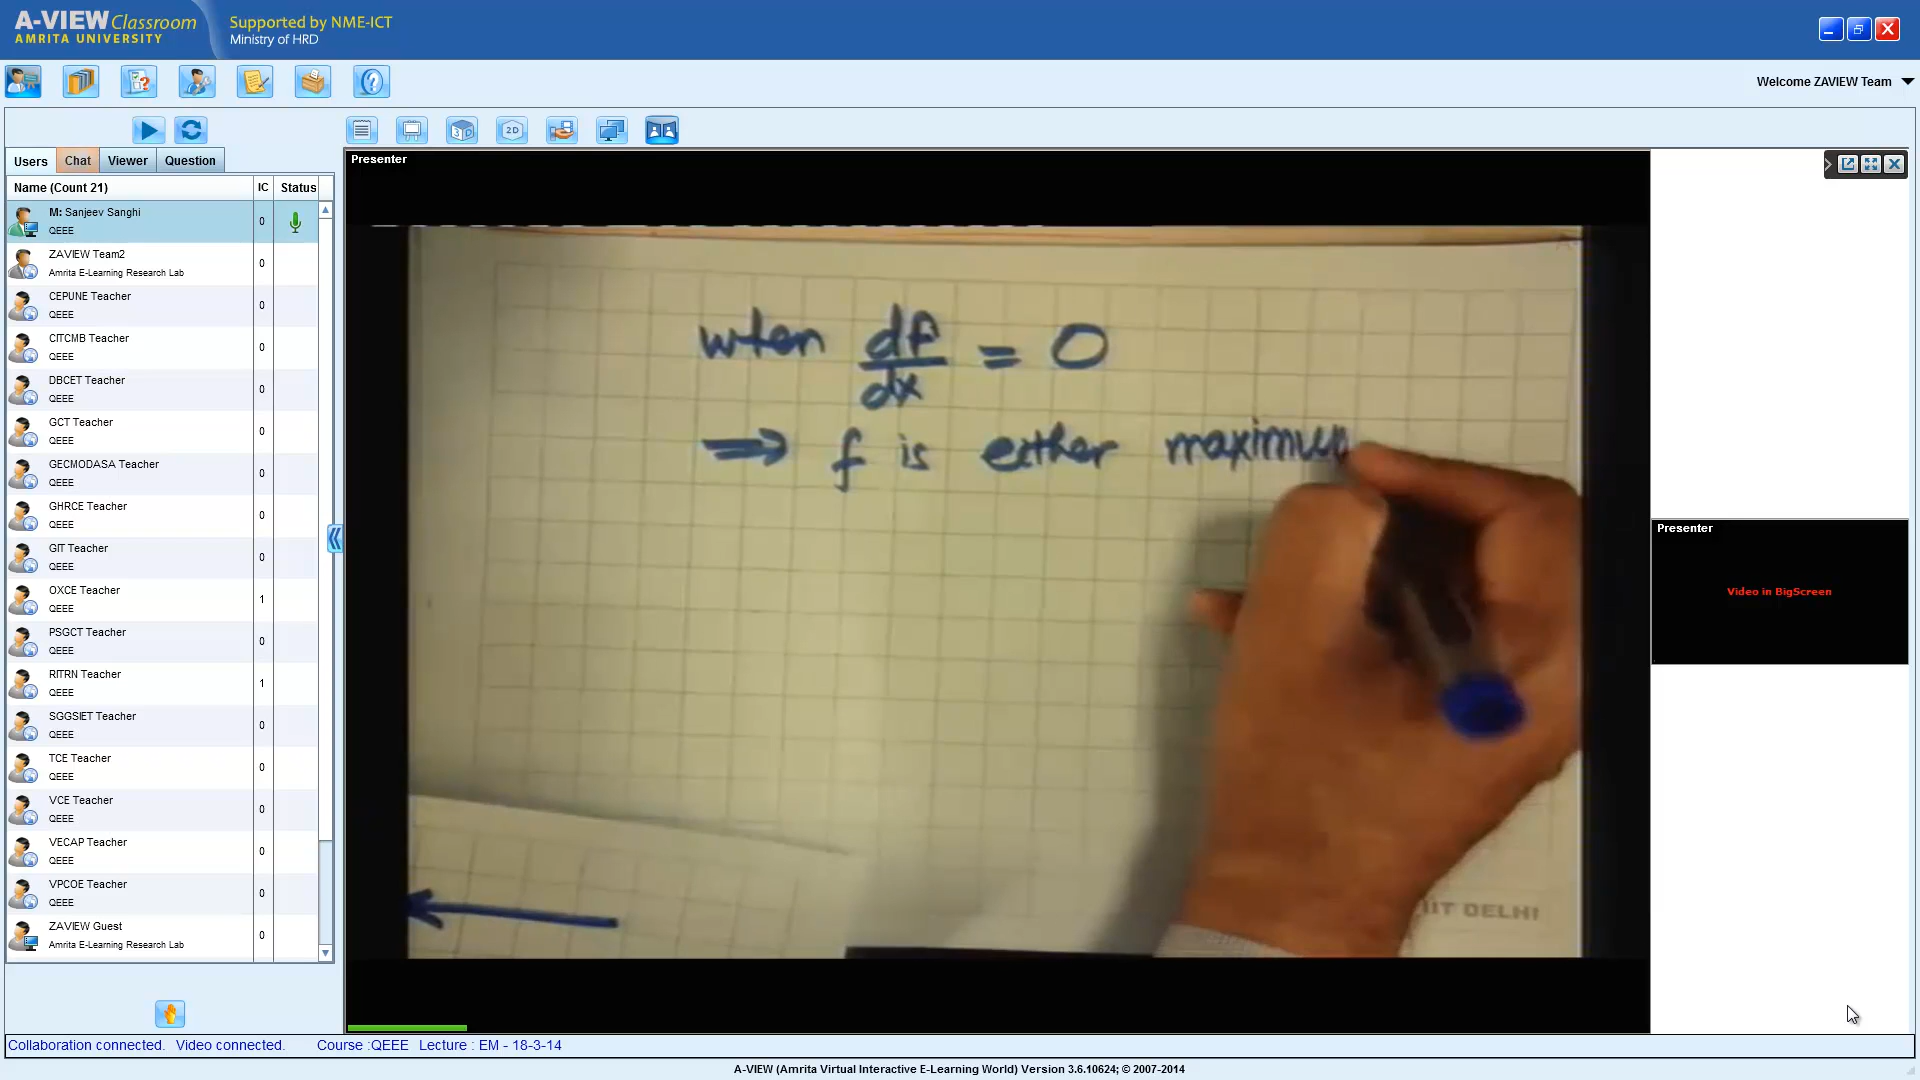 A-VIEW Classroom
AMRITA UNIVERSITY
Supported by NME-ICT
Ministry of HRD
Welcome ZAVIEW Team
3D
2D
Users Chat Viewer Question
Name (Count 21) IC Status
M: Sanjeev Sanghi
QEEE
0
ZAVIEW Team2
Amrita E-Learning Research Lab
0
CEPUNE Teacher
QEEE
0
CITCMB Teacher
QEEE
0
DBCET Teacher
QEEE
0
GCT Teacher
QEEE
0
GECMODASA Teacher
QEEE
0
GHRCE Teacher
QEEE
0
GIT Teacher
QEEE
0
OXCE Teacher
QEEE
1
PSGCT Teacher
QEEE
0
RITRN Teacher
QEEE
1
SGGSIET Teacher
QEEE
0
TCE Teacher
QEEE
0
VCE Teacher
QEEE
0
VECAP Teacher
QEEE
0
VPCOE Teacher
QEEE
0
ZAVIEW Guest
Amrita E-Learning Research Lab
0
Presenter
when df/dx = 0
⇒ f is either maximum
IIT DELHI
Presenter
Video in BigScreen
Collaboration connected. Video connected. Course :QEEE Lecture : EM - 18-3-14
A-VIEW (Amrita Virtual Interactive E-Learning World) Version 3.6.10624; © 2007-2014